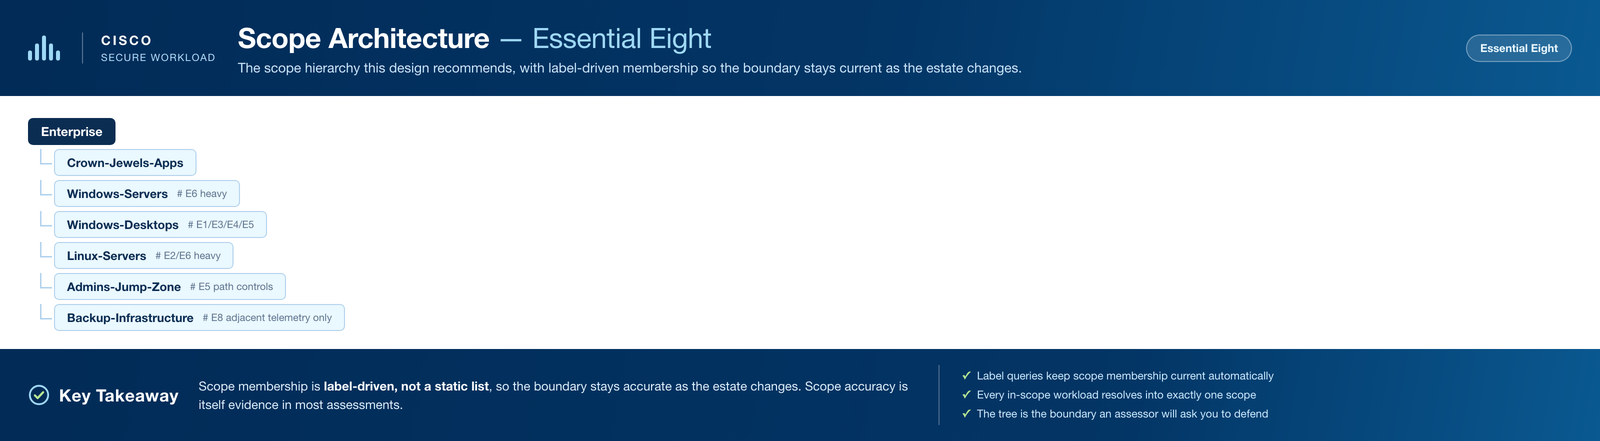 CISCO
SECURE WORKLOAD
Scope Architecture — Essential Eight
The scope hierarchy this design recommends, with label-driven membership so the boundary stays current as the estate changes.
Essential Eight
Enterprise
Crown-Jewels-Apps
Windows-Servers # E6 heavy
Windows-Desktops # E1/E3/E4/E5
Linux-Servers # E2/E6 heavy
Admins-Jump-Zone # E5 path controls
Backup-Infrastructure # E8 adjacent telemetry only
Key Takeaway
Scope membership is label-driven, not a static list, so the boundary stays accurate as the estate changes. Scope accuracy is
itself evidence in most assessments.
✓ Label queries keep scope membership current automatically
✓ Every in-scope workload resolves into exactly one scope
✓ The tree is the boundary an assessor will ask you to defend